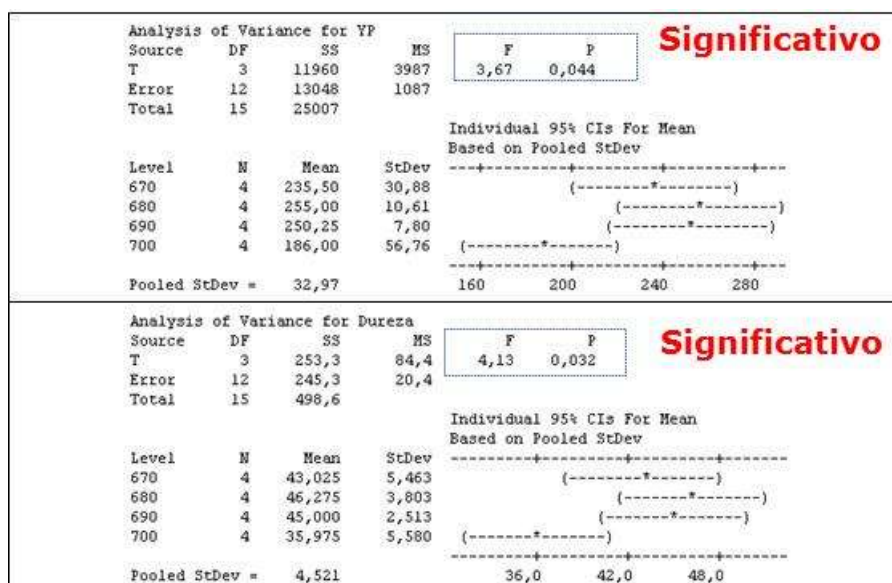 Analysis of Variance for YP
Source DF SS MS F P
T 3 11960 3987 3,67 0,044
Error 12 13048 1087
Total 15 25007
Significativo
Individual 95% CIs For Mean
Based on Pooled StDev
Level N Mean StDev ---+---------+---------+---------+---
670 4 235,50 30,88 (--------*--------)
680 4 255,00 10,61 (--------*--------)
690 4 250,25 7,80 (--------*--------)
700 4 186,00 56,76 (--------*-------)
---+---------+---------+---------+---
Pooled StDev = 32,97 160 200 240 280
Analysis of Variance for Dureza
Source DF SS MS F P
T 3 253,3 84,4 4,13 0,032
Error 12 245,3 20,4
Total 15 498,6
Significativo
Individual 95% CIs For Mean
Based on Pooled StDev
Level N Mean StDev ---------+---------+---------+-------
670 4 43,025 5,463 (--------*-------)
680 4 46,275 3,803 (-------*-------)
690 4 45,000 2,513 (-------*-------)
700 4 35,975 5,580 (-------*-------)
---------+---------+---------+-------
Pooled StDev = 4,521 36,0 42,0 48,0